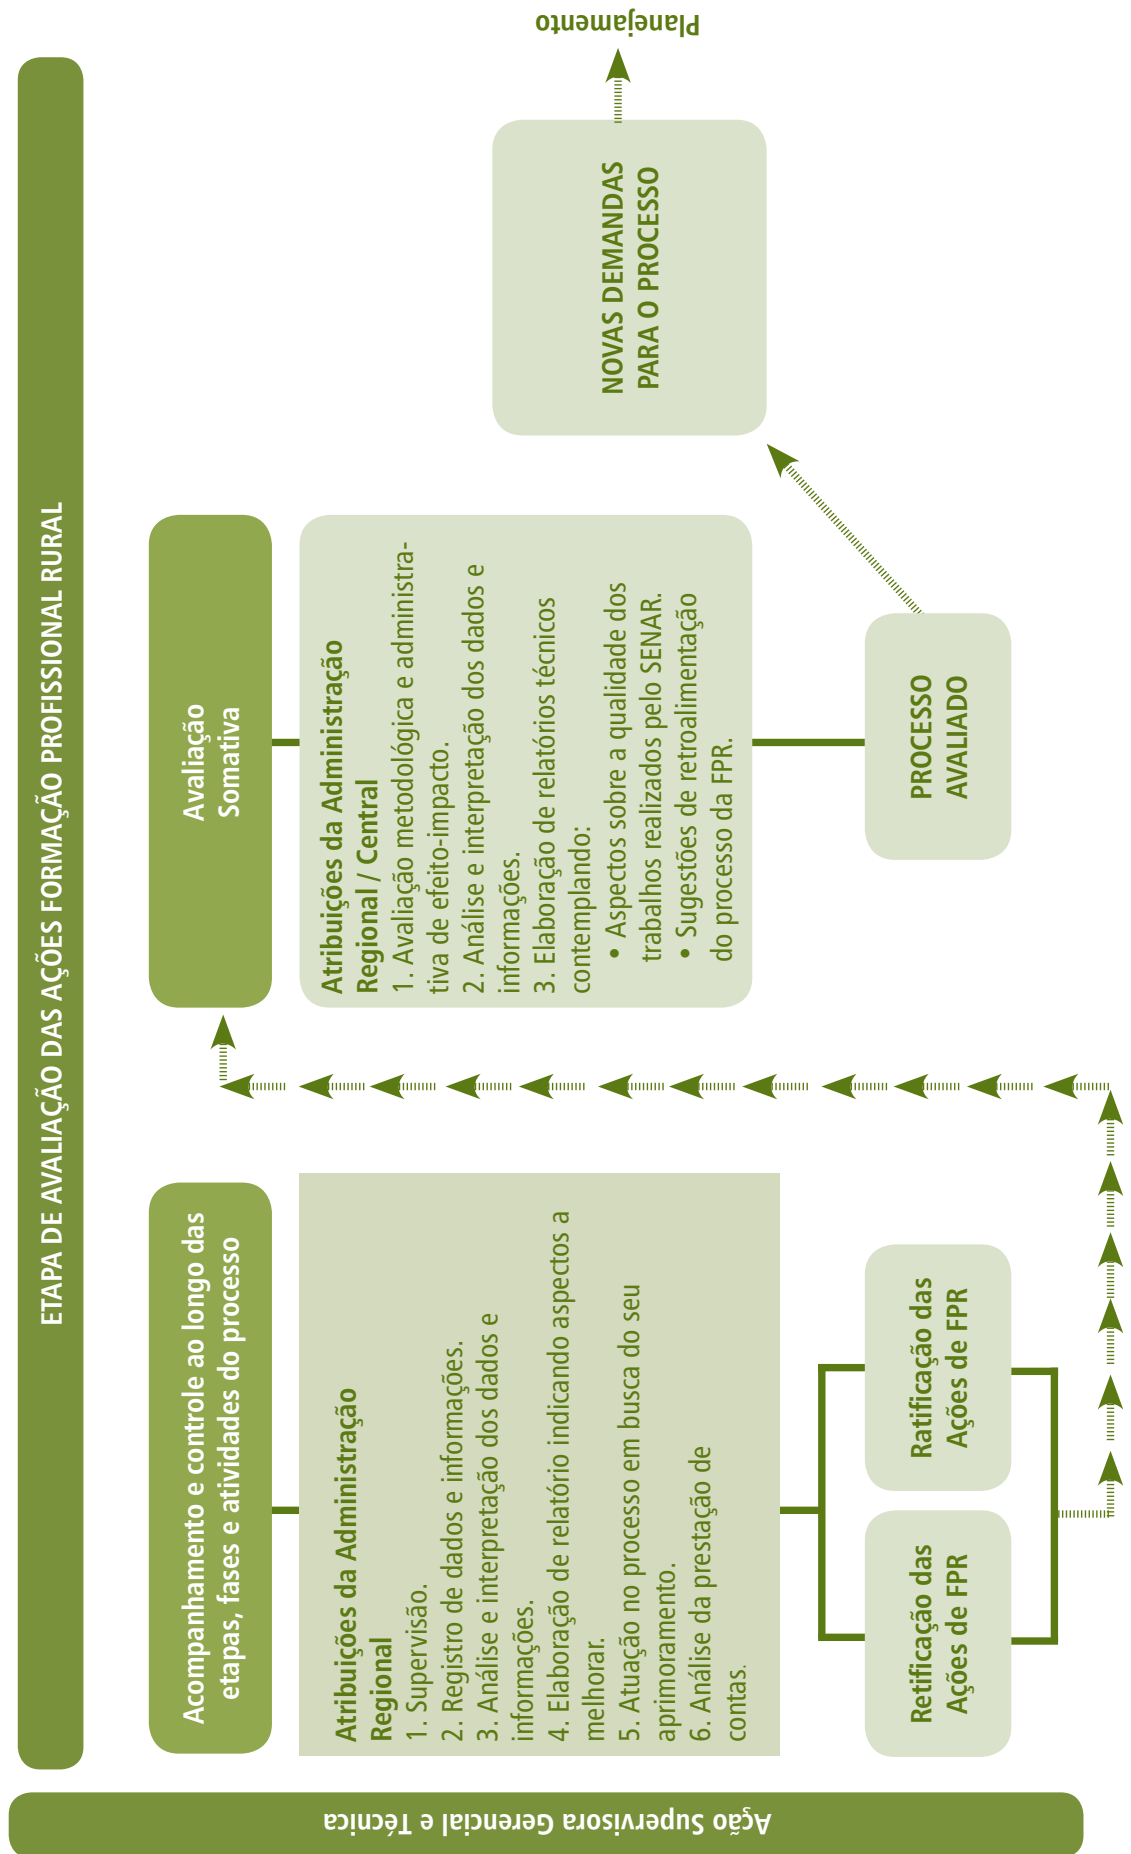 ETAPA DE AVALIAÇÃO DAS AÇÕES FORMAÇÃO PROFISSIONAL RURAL
Ação Supervisora Gerencial e Técnica
Acompanhamento e controle ao longo das
etapas, fases e atividades do processo
Atribuições da Administração
Regional
1. Supervisão.
2. Registro de dados e informações.
3. Análise e interpretação dos dados e
informações.
4. Elaboração de relatório indicando aspectos a
melhorar.
5. Atuação no processo em busca do seu
aprimoramento.
6. Análise da prestação de
contas.
Retificação das
Ações de FPR
Ratificação das
Ações de FPR
Avaliação
Somativa
Atribuições da Administração
Regional / Central
1. Avaliação metodológica e administra-
tiva de efeito-impacto.
2. Análise e interpretação dos dados e
informações.
3. Elaboração de relatórios técnicos
contemplando:
• Aspectos sobre a qualidade dos
trabalhos realizados pelo SENAR.
• Sugestões de retroalimentação
do processo da FPR.
PROCESSO
AVALIADO
NOVAS DEMANDAS
PARA O PROCESSO
Planejamento